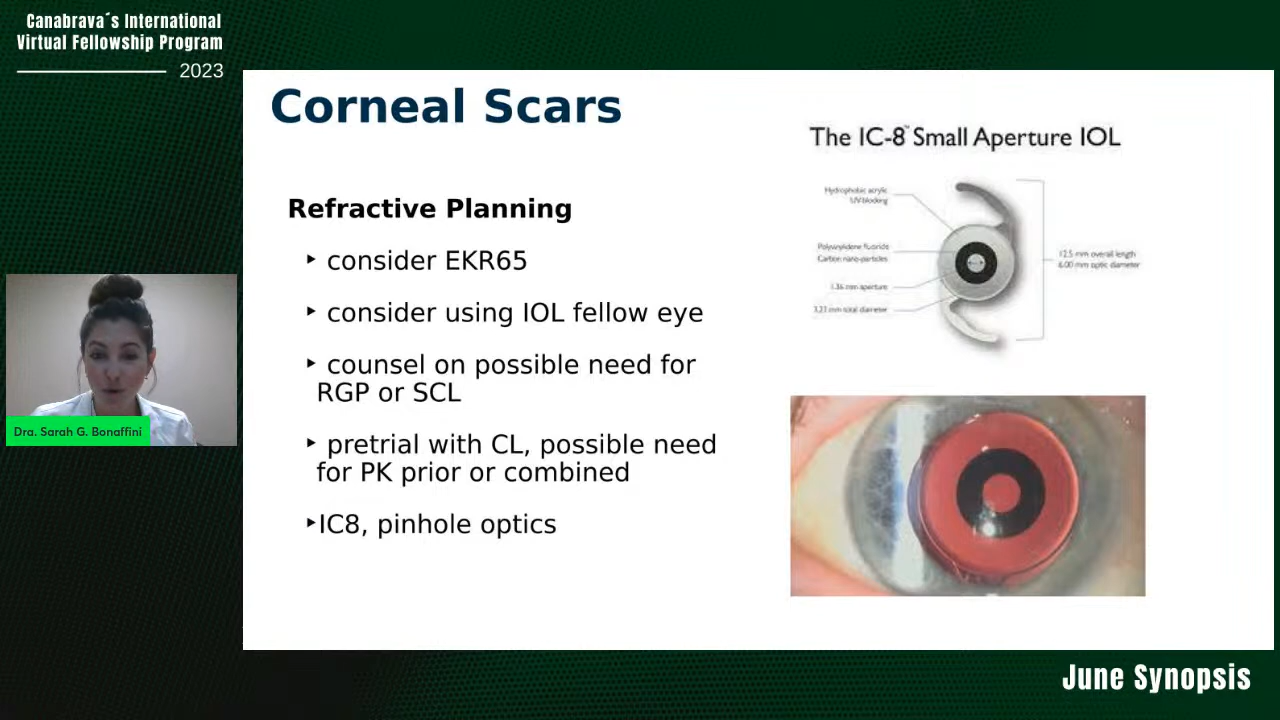 Canabrava´s International
Virtual Fellowship Program
2023
Corneal Scars
The IC-8™ Small Aperture IOL
Refractive Planning
‣ consider EKR65
‣ consider using IOL fellow eye
‣ counsel on possible need for
RGP or SCL
‣ pretrial with CL, possible need
for PK prior or combined
‣IC8, pinhole optics
Hydrophobic acrylic
UV blocking
Polyvinylidene fluoride
Carbon nano-particles
1.36 mm aperture
3.23 mm total diameter
12.5 mm overall length
6.00 mm optic diameter
Dra. Sarah G. Bonaffini
June Synopsis